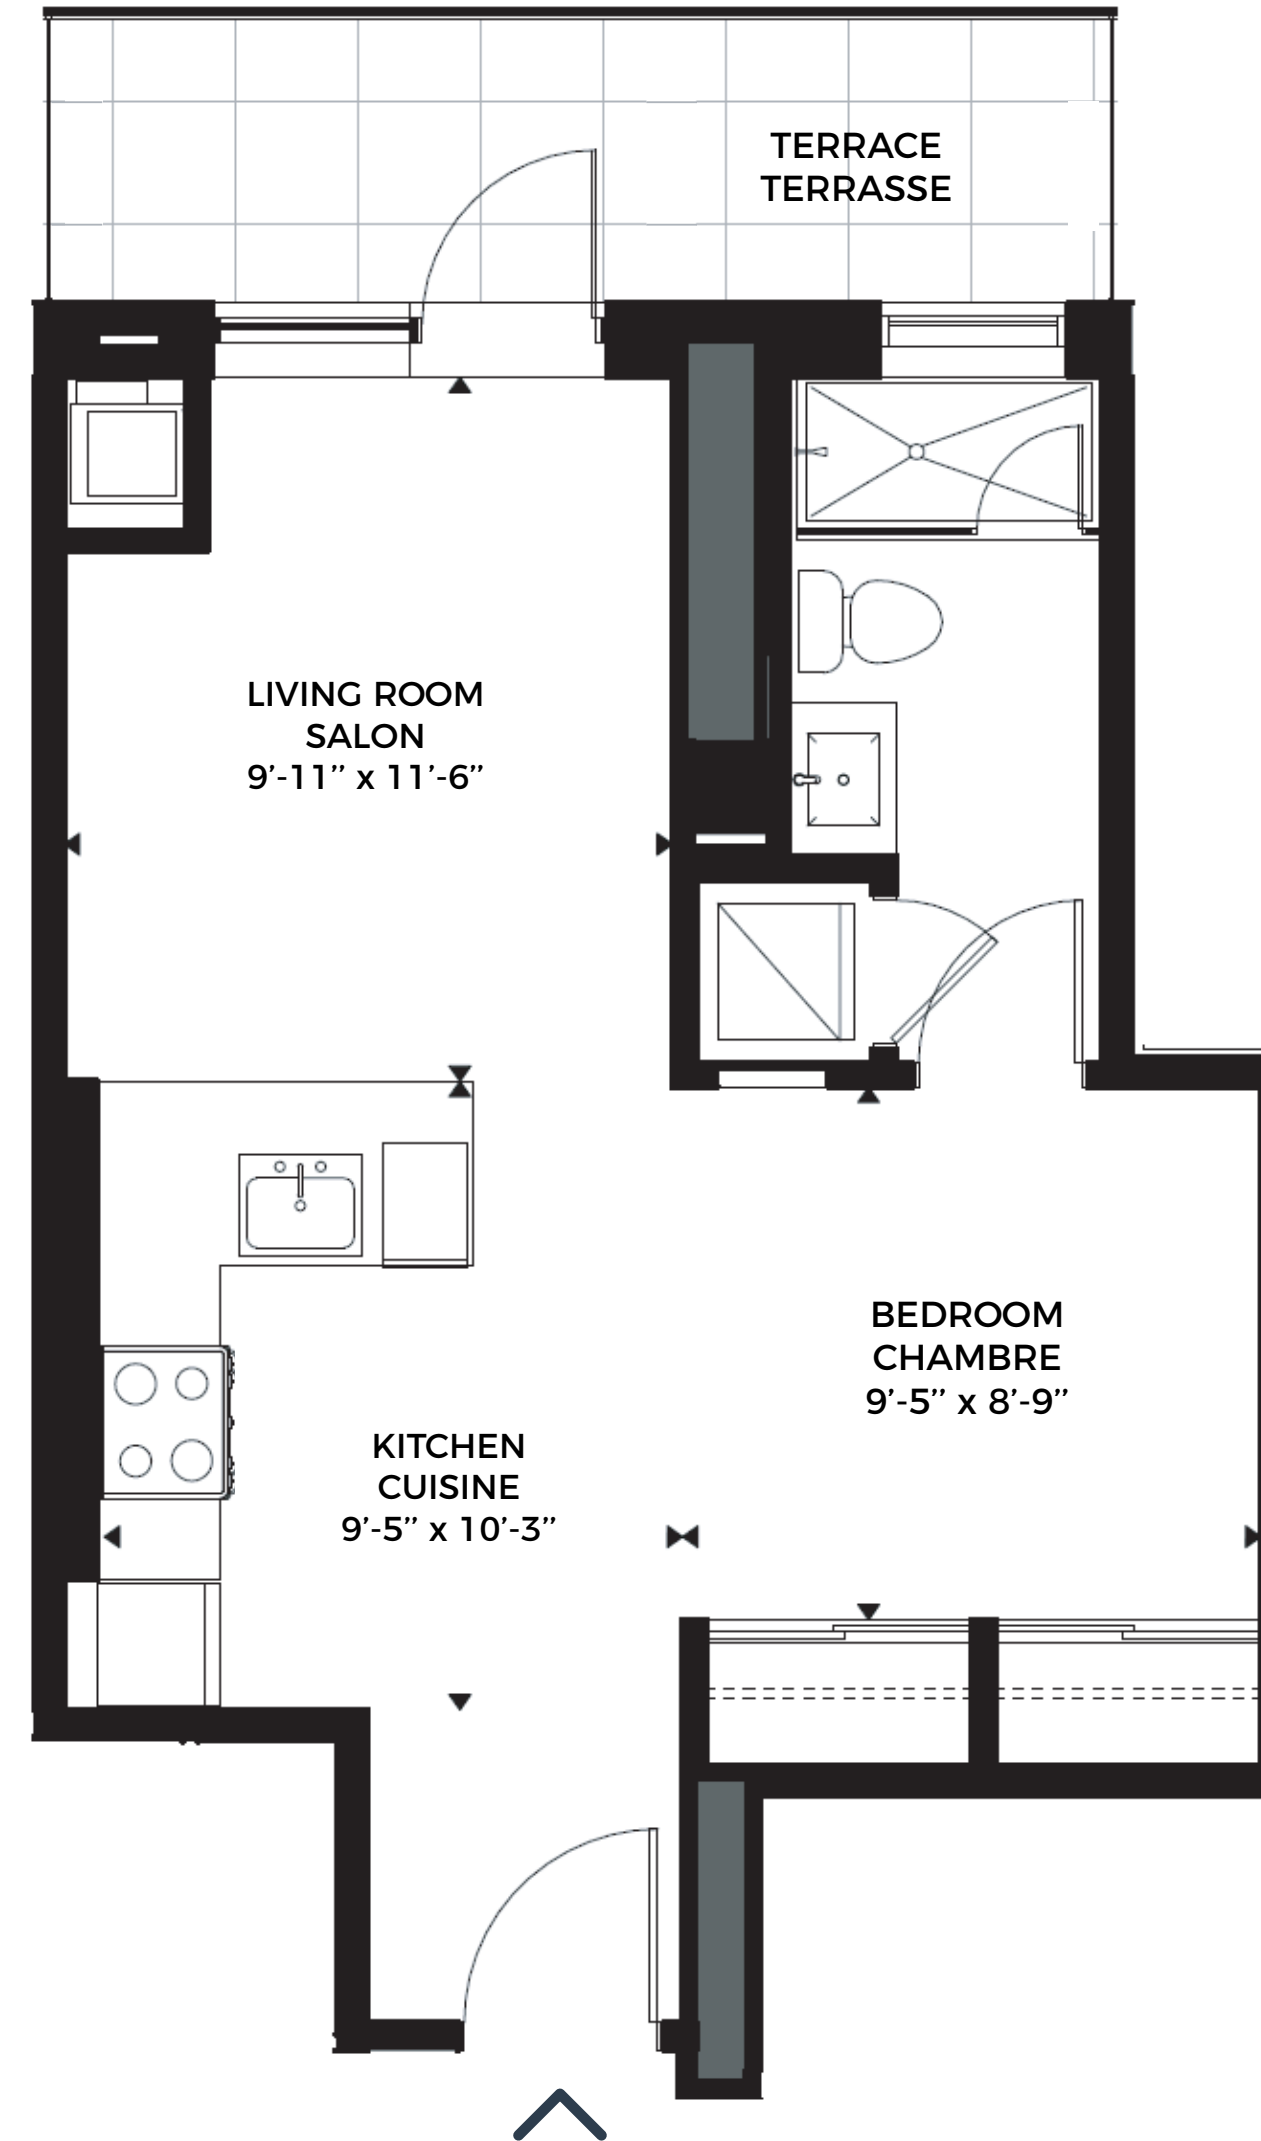 TERRACE
TERRASSE
LIVING ROOM
SALON
9’-11” x 11’-6”
BEDROOM
CHAMBRE
9’-5” x 8’-9”
KITCHEN
CUISINE
9’-5” x 10’-3”